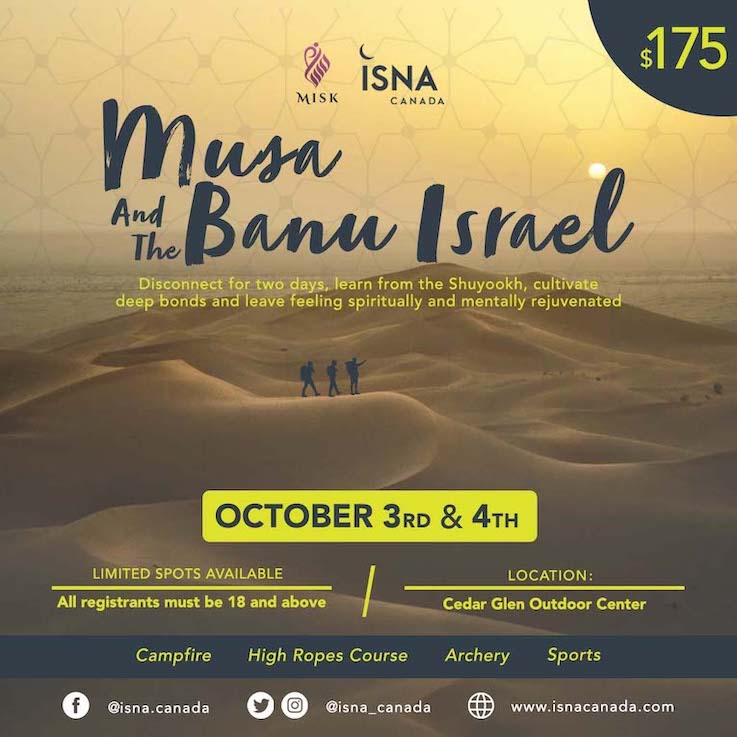 $175
MISK
ISNA
CANADA
Musa
And The Banu Israel
Disconnect for two days, learn from the Shuyookh, cultivate
deep bonds and leave feeling spiritually and mentally rejuvenated
OCTOBER 3RD & 4TH
LIMITED SPOTS AVAILABLE
All registrants must be 18 and above
LOCATION:
Cedar Glen Outdoor Center
Campfire High Ropes Course Archery Sports
@isna.canada @isna_canada www.isnacanada.com